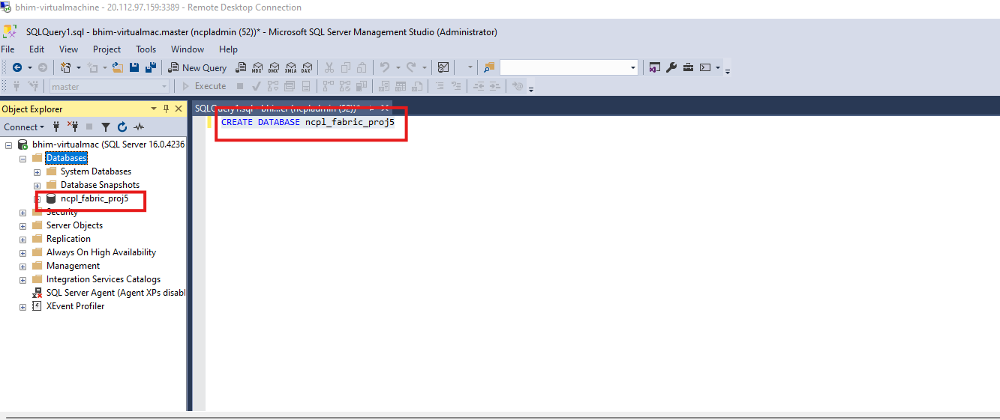 bhim-virtualmachine - 20.112.97.159:3389 - Remote Desktop Connection
SQLQuery1.sql - bhim-virtualmac.master (ncpladmin (52))* - Microsoft SQL Server Management Studio (Administrator)
File Edit View Project Tools Window Help
New Query MDX DMX XMLA DAX
master Execute
Object Explorer
SQLQuery1.sql - bhi...er (ncpladmin (52))*
Connect
CREATE DATABASE ncpl_fabric_proj5
bhim-virtualmac (SQL Server 16.0.4236
Databases
System Databases
Database Snapshots
ncpl_fabric_proj5
Security
Server Objects
Replication
Always On High Availability
Management
Integration Services Catalogs
SQL Server Agent (Agent XPs disabl
XEvent Profiler